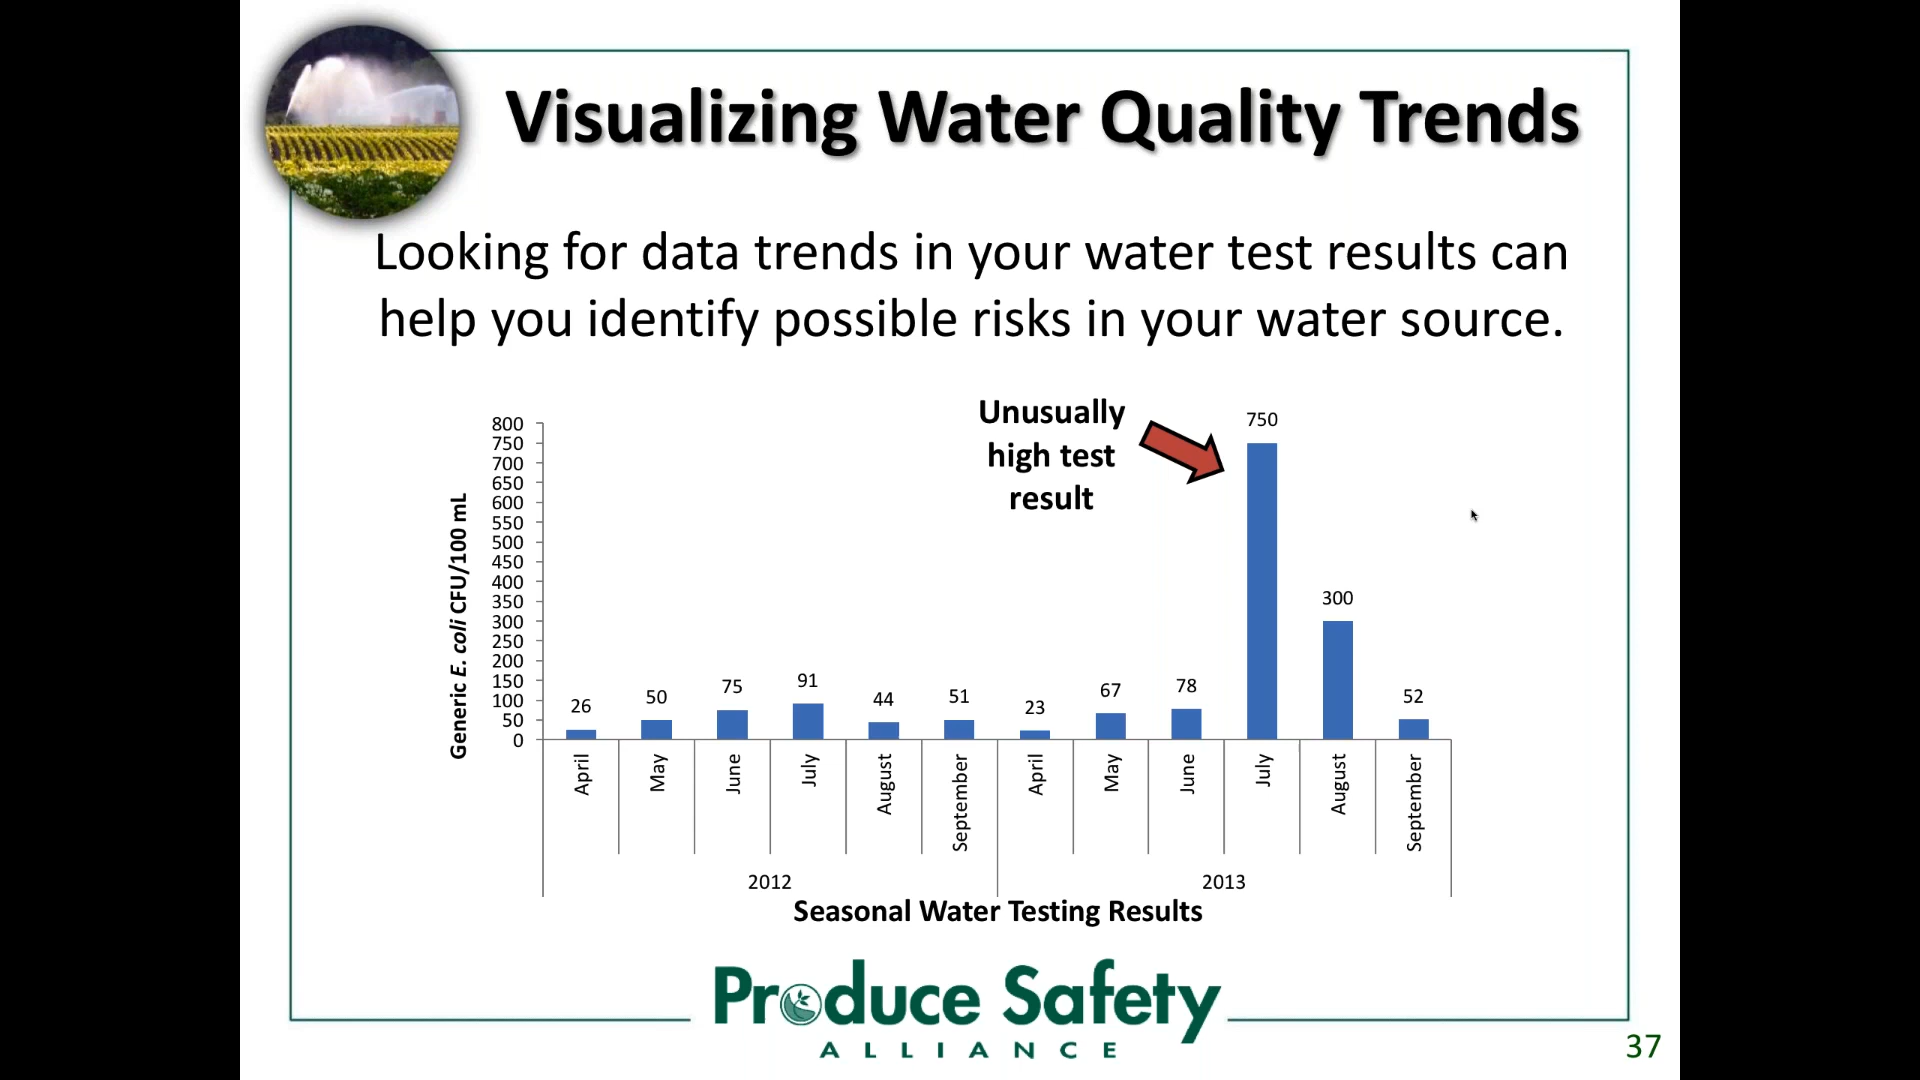 Visualizing Water Quality Trends
Looking for data trends in your water test results can
help you identify possible risks in your water source.
Unusually
high test
result
Generic E. coli CFU/100 mL
800
750
700
650
600
550
500
450
400
350
300
250
200
150
100
50
0
26
50
75
91
44
51
23
67
78
750
300
52
April
May
June
July
August
September
April
May
June
July
August
September
2012
2013
Seasonal Water Testing Results
Produce Safety
ALLIANCE
37